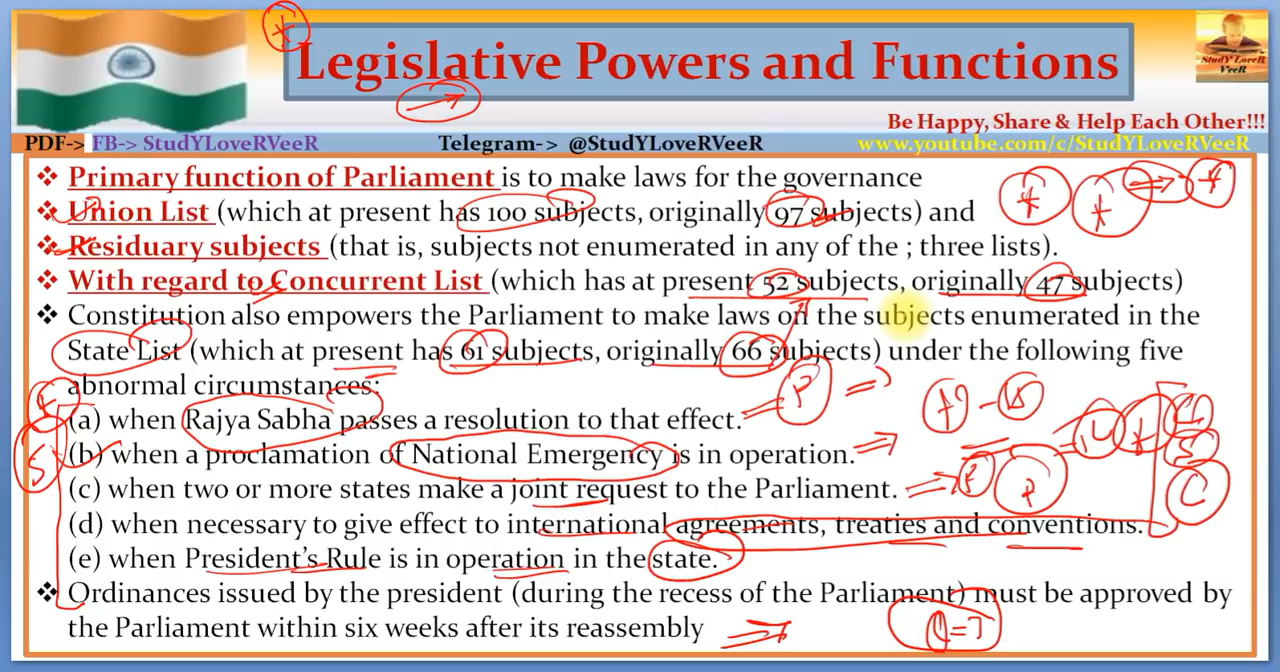 Legislative Powers and Functions
StudY LoveR
VeeR
Be Happy, Share & Help Each Other!!!
PDF-> FB-> StudYLoveRVeeR Telegram-> @StudYLoveRVeeR www.youtube.com/c/StudYLoveRVeeR
❖ Primary function of Parliament is to make laws for the governance
❖ Union List (which at present has 100 subjects, originally 97 subjects) and
❖ Residuary subjects (that is, subjects not enumerated in any of the ; three lists).
❖ With regard to Concurrent List (which has at present 52 subjects, originally 47 subjects)
❖ Constitution also empowers the Parliament to make laws on the subjects enumerated in the
State List (which at present has 61 subjects, originally 66 subjects) under the following five
abnormal circumstances:
(a) when Rajya Sabha passes a resolution to that effect.
(b) when a proclamation of National Emergency is in operation.
(c) when two or more states make a joint request to the Parliament.
(d) when necessary to give effect to international agreements, treaties and conventions.
(e) when President's Rule is in operation in the state.
❖ Ordinances issued by the president (during the recess of the Parliament) must be approved by
the Parliament within six weeks after its reassembly